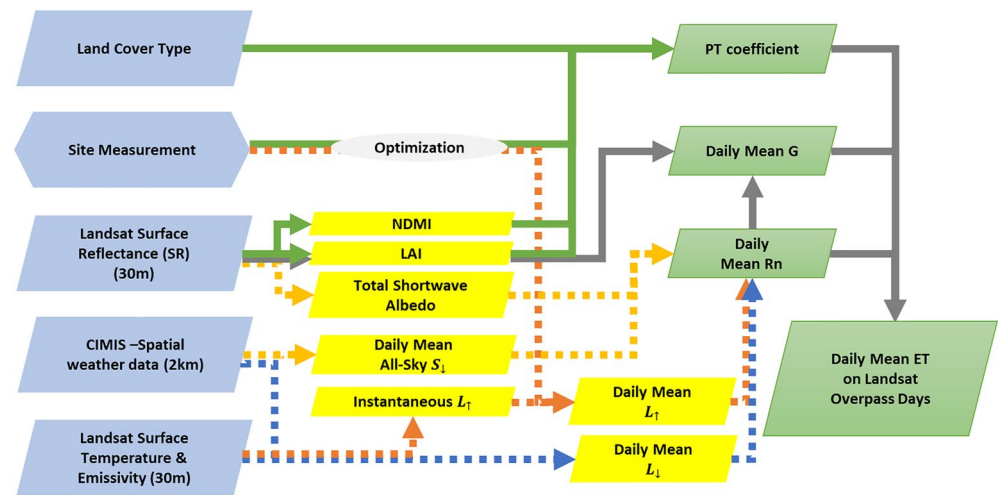 Land Cover Type
PT coefficient
Site Measurement
Optimization
Daily Mean G
Landsat Surface
Reflectance (SR)
(30m)
NDMI
LAI
Total Shortwave
Albedo
Daily
Mean Rn
CIMIS –Spatial
weather data (2km)
Daily Mean
All-Sky S↓
Instantaneous L↑
Daily Mean
L↑
Daily Mean ET
on Landsat
Overpass Days
Landsat Surface
Temperature &
Emissivity (30m)
Daily Mean
L↓